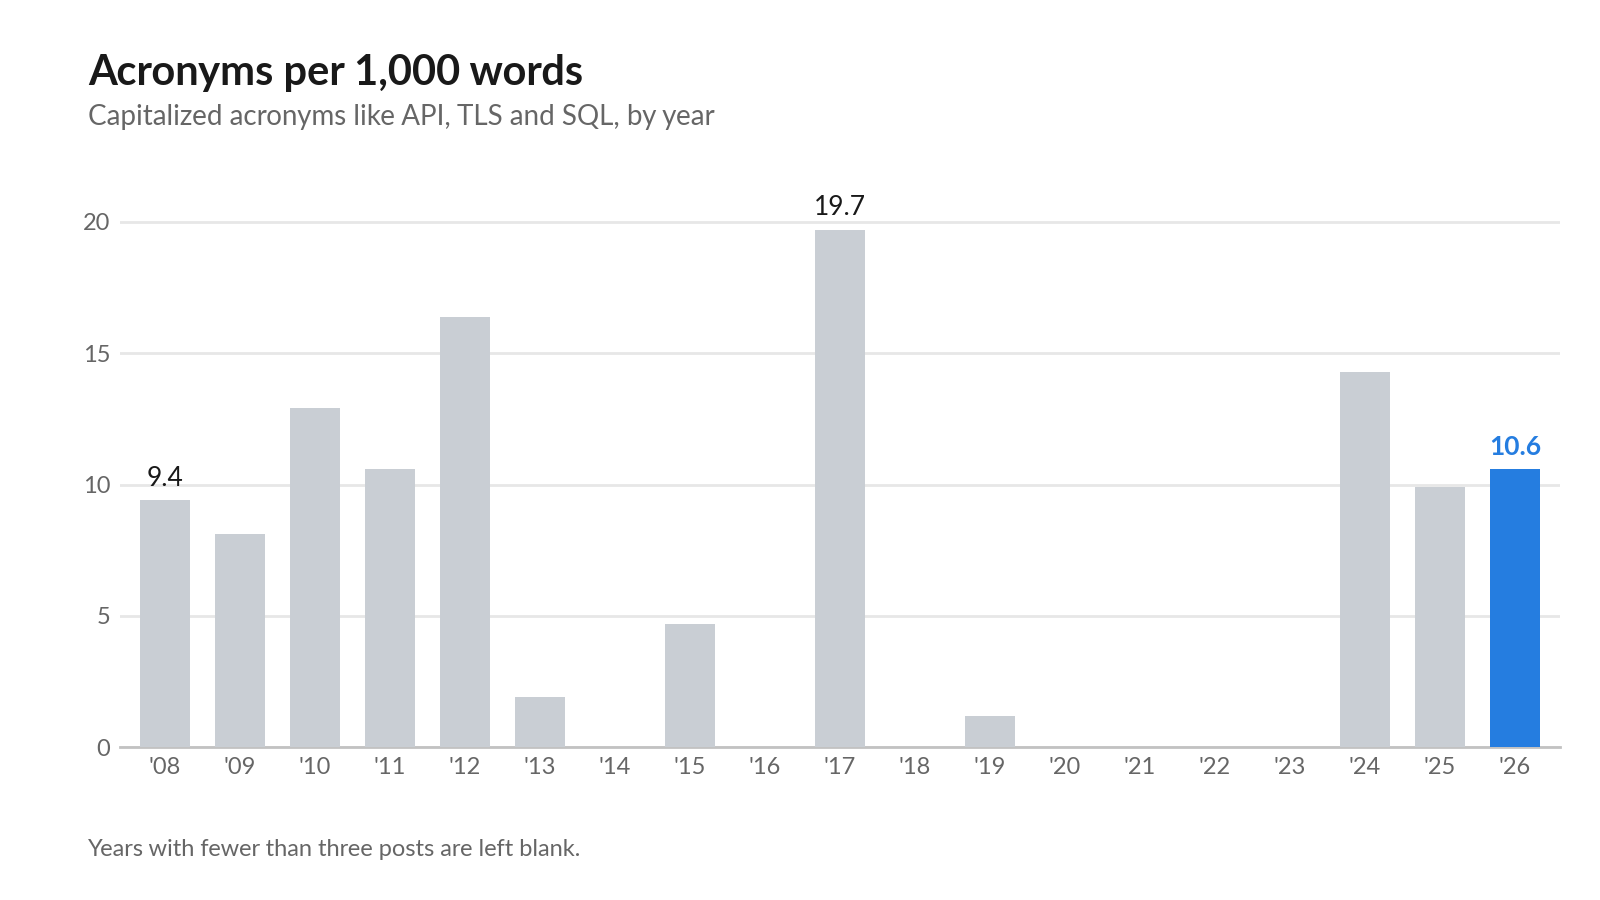 Acronyms per 1,000 words
Capitalized acronyms like API, TLS and SQL, by year
19.7
20
15
10.6
9.4
10
5
0
'08 '09 '10 '11 '12 '13 '14 '15 '16 '17 '18 '19 '20 '21 '22 '23 '24 '25 '26
Years with fewer than three posts are left blank.